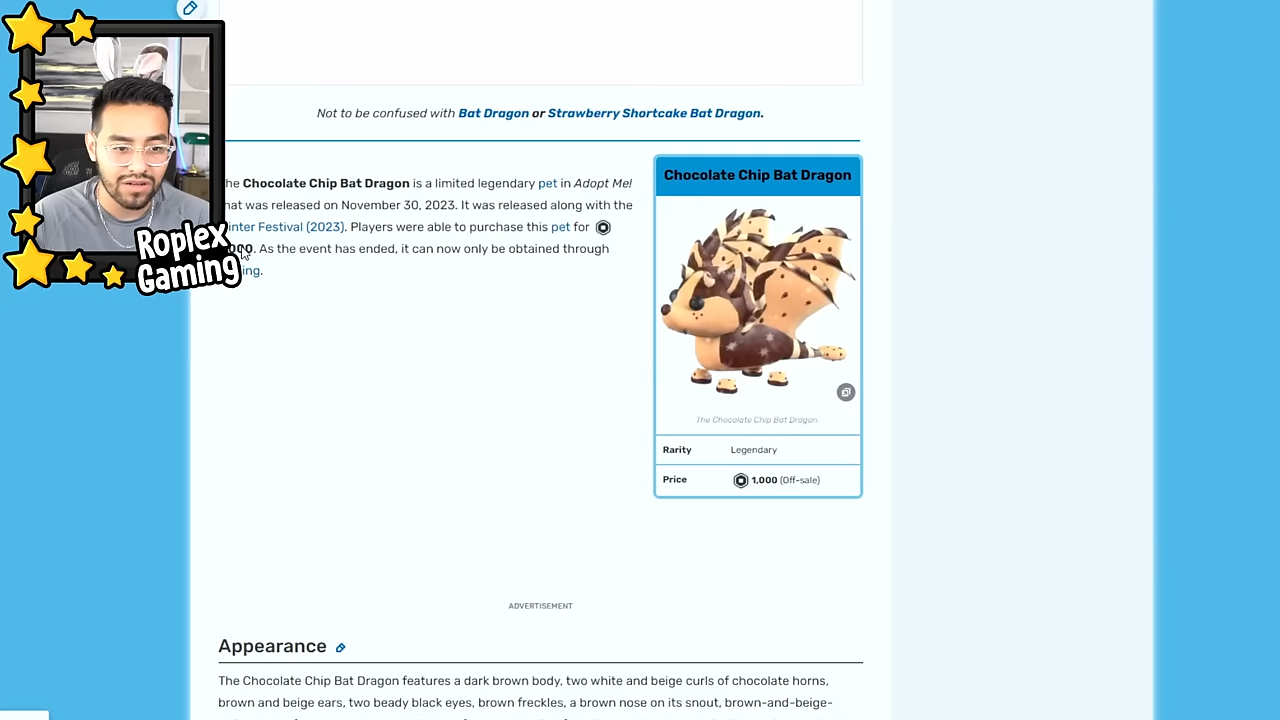 Not to be confused with Bat Dragon or Strawberry Shortcake Bat Dragon.
Roplex
Gaming
he Chocolate Chip Bat Dragon is a limited legendary pet in Adopt Me!
hat was released on November 30, 2023. It was released along with the
inter Festival (2023). Players were able to purchase this pet for
000. As the event has ended, it can now only be obtained through
ing.
Chocolate Chip Bat Dragon
The Chocolate Chip Bat Dragon.
Rarity Legendary
Price 1,000 (Off-sale)
ADVERTISEMENT
Appearance
The Chocolate Chip Bat Dragon features a dark brown body, two white and beige curls of chocolate horns,
brown and beige ears, two beady black eyes, brown freckles, a brown nose on its snout, brown-and-beige-